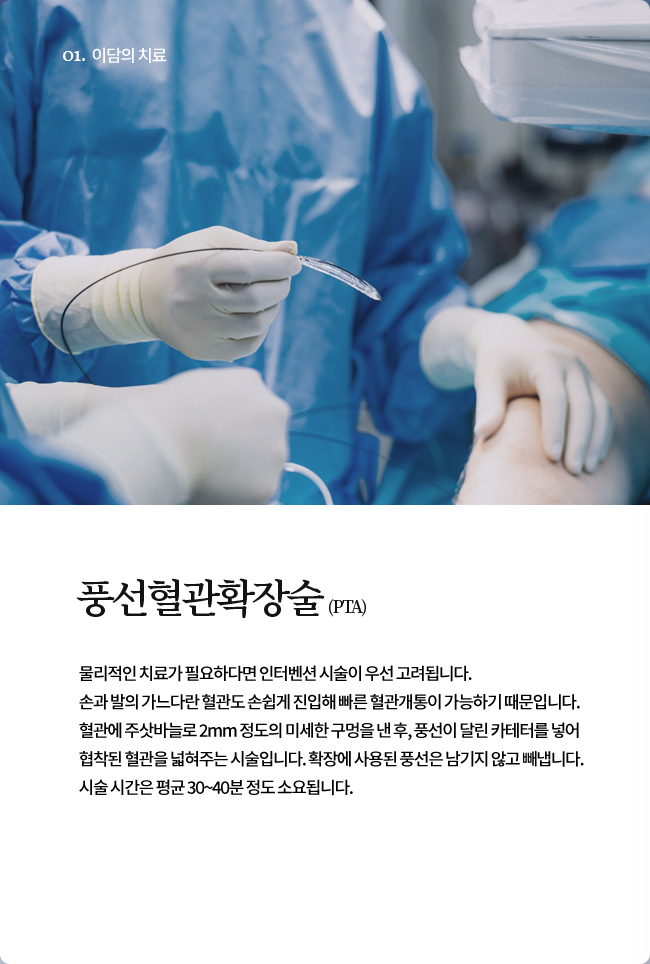 01. 이담의 치료
풍선혈관확장술 (PTA)
물리적인 치료가 필요하다면 인터벤션 시술이 우선 고려됩니다.
손과 발의 가느다란 혈관도 손쉽게 진입해 빠른 혈관개통이 가능하기 때문입니다.
혈관에 주삿바늘로 2mm 정도의 미세한 구멍을 낸 후, 풍선이 달린 카테터를 넣어
협착된 혈관을 넓혀주는 시술입니다. 확장에 사용된 풍선은 남기지 않고 빼냅니다.
시술 시간은 평균 30~40분 정도 소요됩니다.